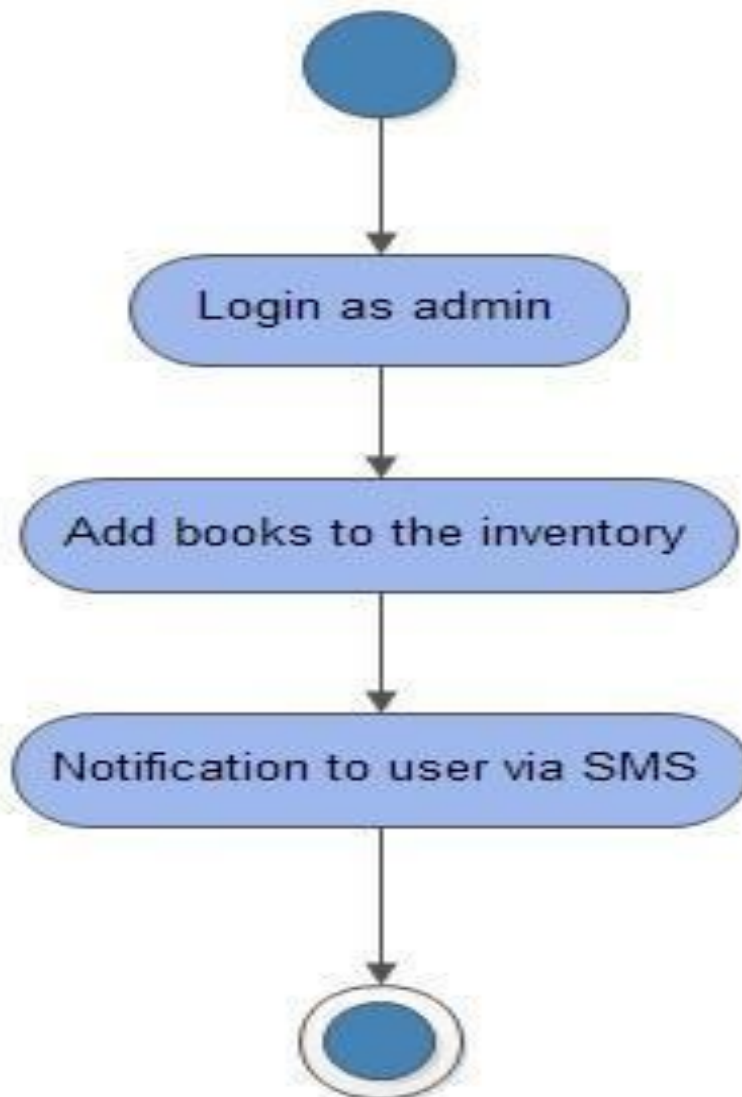 Login as admin
Add books to the inventory
Notification to user via SMS